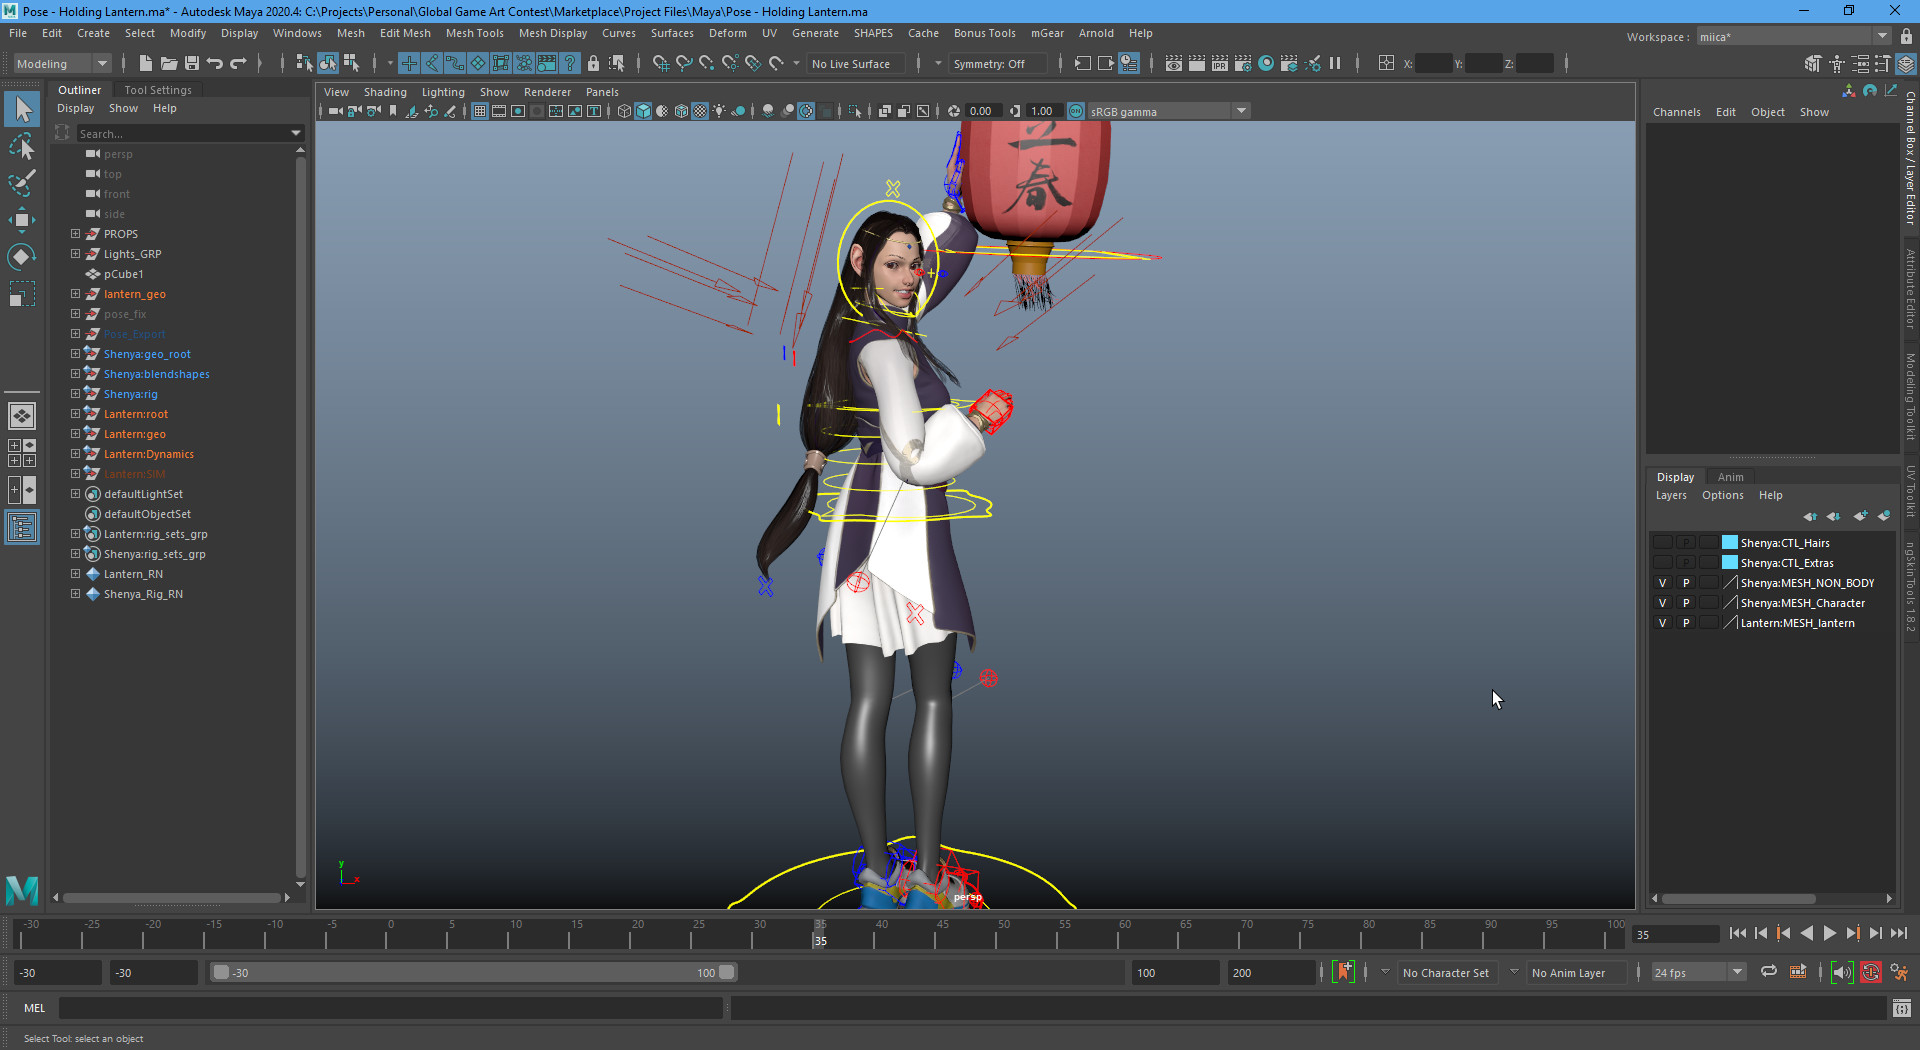 Pose - Holding Lantern.ma* - Autodesk Maya 2020.4: C:\Projects\Personal\Global Game Art Contest\Marketplace\Project Files\Maya\Pose - Holding Lantern.ma
File Edit Create Select Modify Display Windows Mesh Edit Mesh Mesh Tools Mesh Display Curves Surfaces Deform UV Generate SHAPES Cache Bonus Tools mGear Arnold Help
Workspace : miica*
Modeling
No Live Surface
Symmetry: Off
X:
Y:
Z:
Outliner Tool Settings
Display Show Help
Search...
persp
top
front
side
PROPS
Lights_GRP
pCube1
lantern_geo
pose_fix
Pose_Export
Shenya:geo_root
Shenya:blendshapes
Shenya:rig
Lantern:root
Lantern:geo
Lantern:Dynamics
Lantern:SIM
defaultLightSet
defaultObjectSet
Lantern:rig_sets_grp
Shenya:rig_sets_grp
Lantern_RN
Shenya_Rig_RN
View Shading Lighting Show Renderer Panels
0.00
1.00
sRGB gamma
春
y
x
persp
Channels Edit Object Show
Display Anim
Layers Options Help
P Shenya:CTL_Hairs
P Shenya:CTL_Extras
V P Shenya:MESH_NON_BODY
V P Shenya:MESH_Character
V P Lantern:MESH_lantern
Channel Box / Layer Editor
Attribute Editor
Modeling Toolkit
UV Toolkit
ngSkinTools 1.8.2
-30 -25 -20 -15 -10 -5 0 5 10 15 20 25 30 35 40 45 50 55 60 65 70 75 80 85 90 95 100
35
35
-30
-30
-30
100
100
200
No Character Set
No Anim Layer
24 fps
MEL
Select Tool: select an object